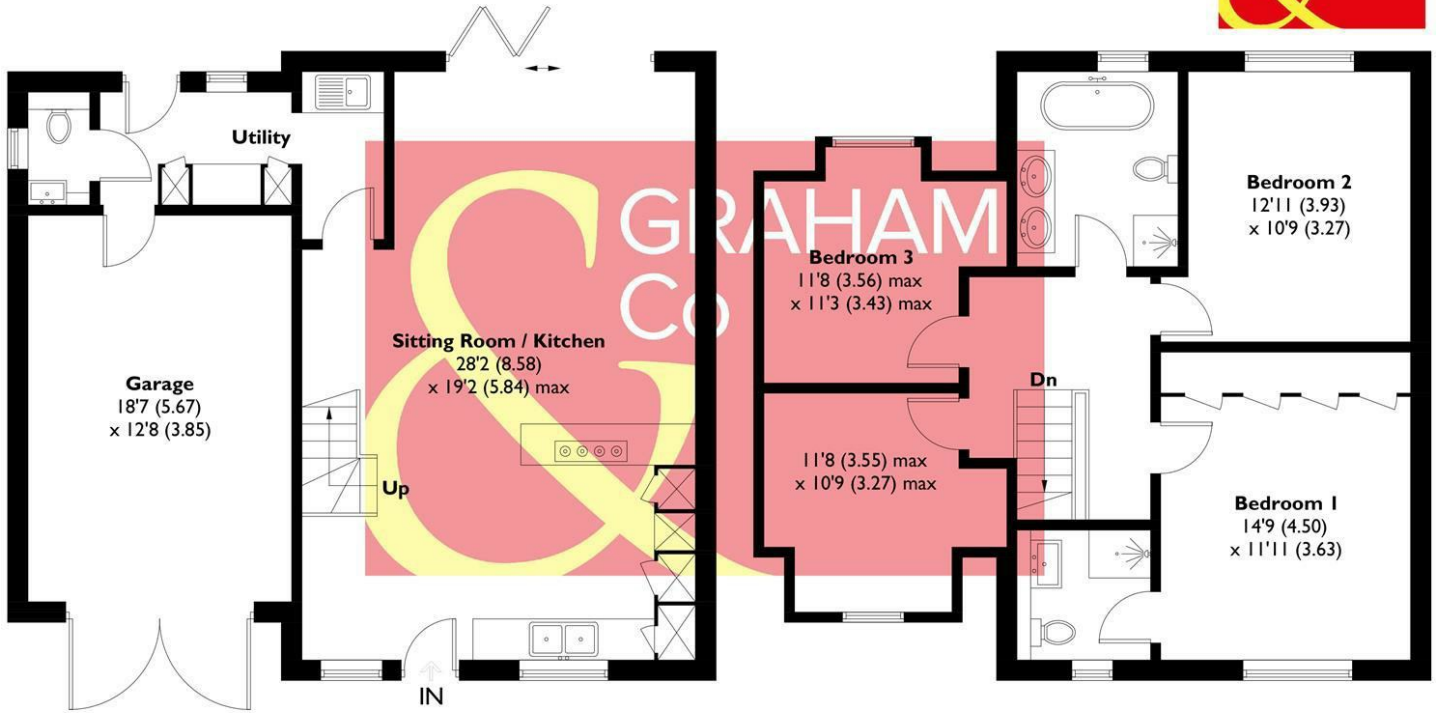 &
Utility
GRAHAM
Co
&
Sitting Room / Kitchen
28'2 (8.58)
x 19'2 (5.84) max
Garage
18'7 (5.67)
x 12'8 (3.85)
Up
IN
Bedroom 3
11'8 (3.56) max
x 11'3 (3.43) max
Bedroom 2
12'11 (3.93)
x 10'9 (3.27)
Dn
11'8 (3.55) max
x 10'9 (3.27) max
Bedroom 1
14'9 (4.50)
x 11'11 (3.63)